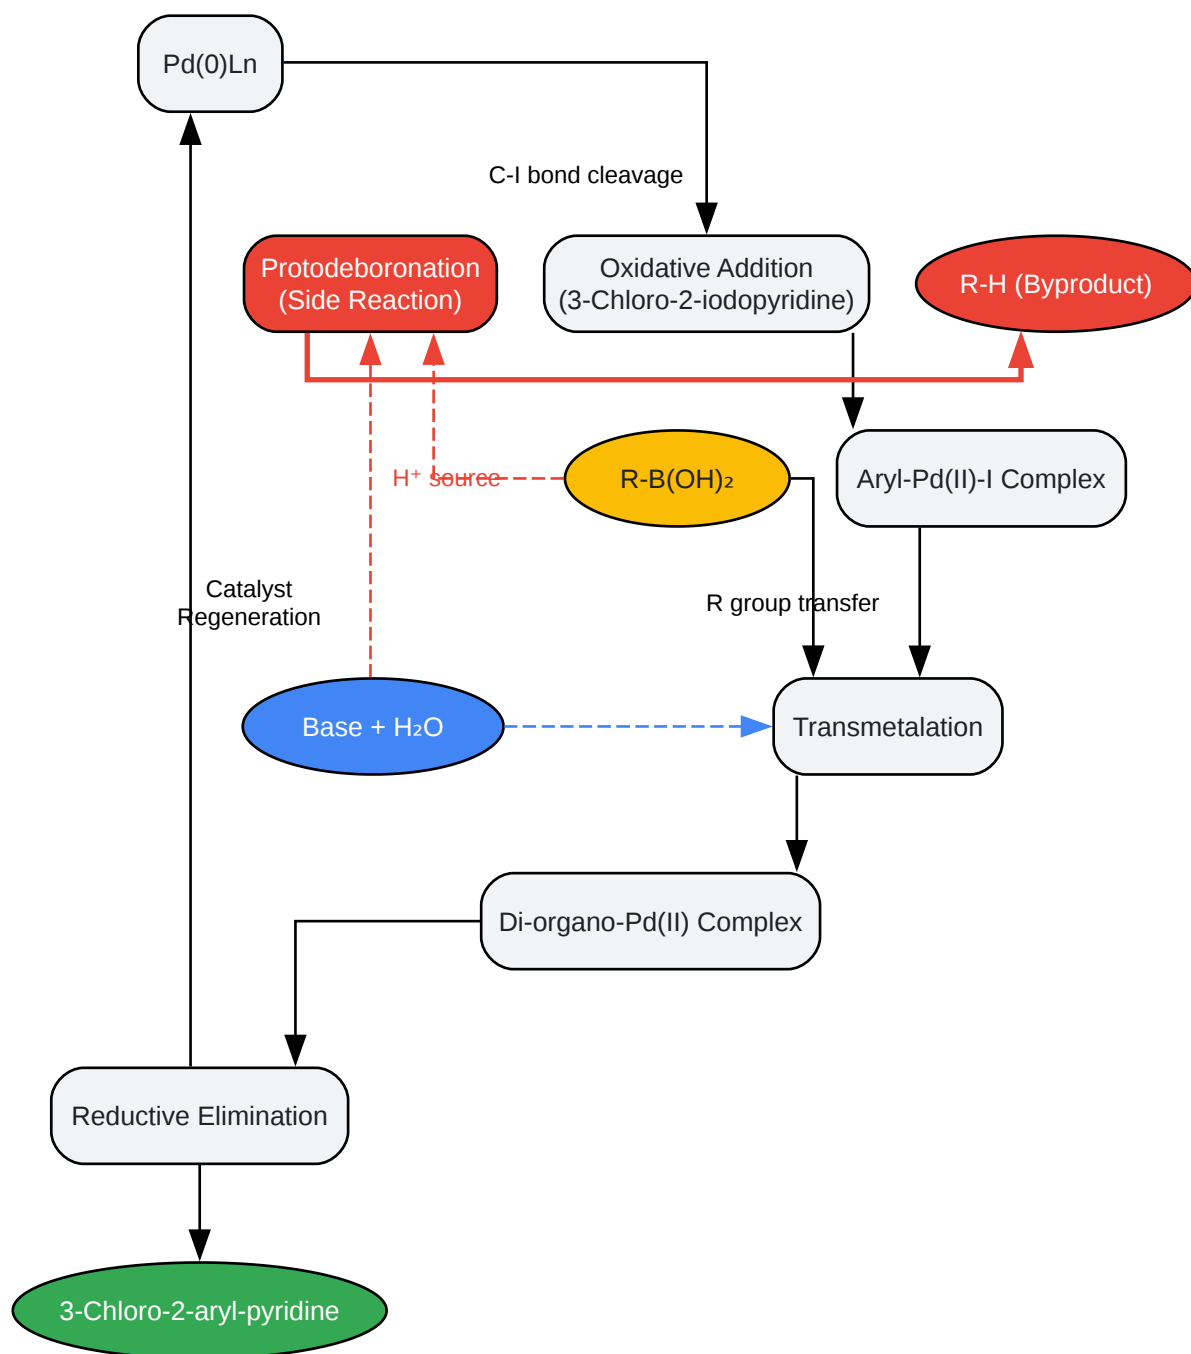 Pd(0)Ln
C-I bond cleavage
Protodeboronation
(Side Reaction)
Oxidative Addition
(3-Chloro-2-iodopyridine)
R-H (Byproduct)
H⁺ source
R-B(OH)₂
Aryl-Pd(II)-I Complex
Catalyst
Regeneration
R group transfer
Base + H₂O
Transmetalation
Di-organo-Pd(II) Complex
Reductive Elimination
3-Chloro-2-aryl-pyridine